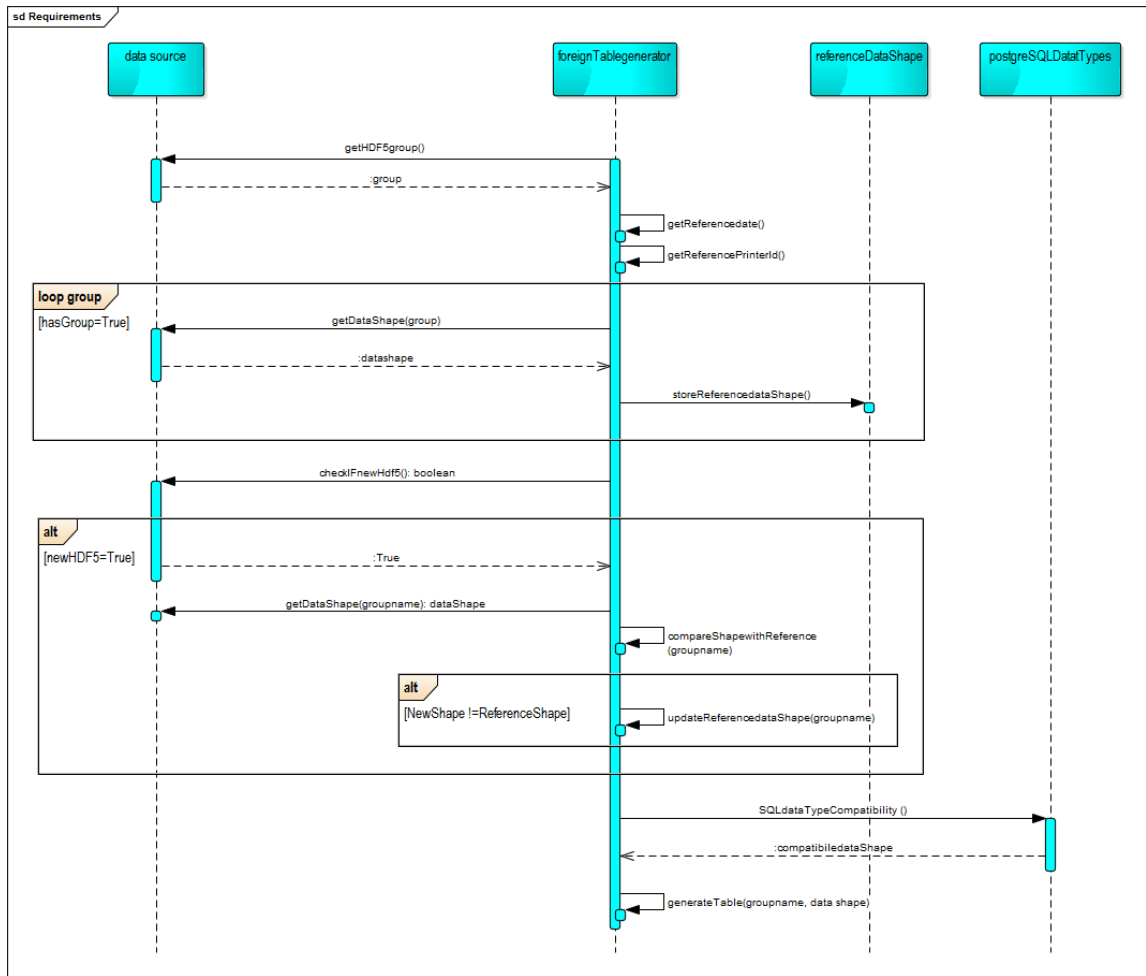 sd Requirements
data source
foreignTablegenerator
referenceDataShape
postgreSQLDatatTypes
getHDF5group()
:group
getReferencedate()
getReferencePrinterId()
loop group
[hasGroup=True]
getDataShape(group)
:datashape
storeReferencedataShape()
checkIFnewHdf5(): boolean
alt
[newHDF5=True]
:True
getDataShape(groupname): dataShape
compareShapewithReference
(groupname)
alt
[NewShape !=ReferenceShape]
updateReferencedataShape(groupname)
SQLdataTypeCompatibility ()
:compatibiledataShape
generateTable(groupname, data shape)